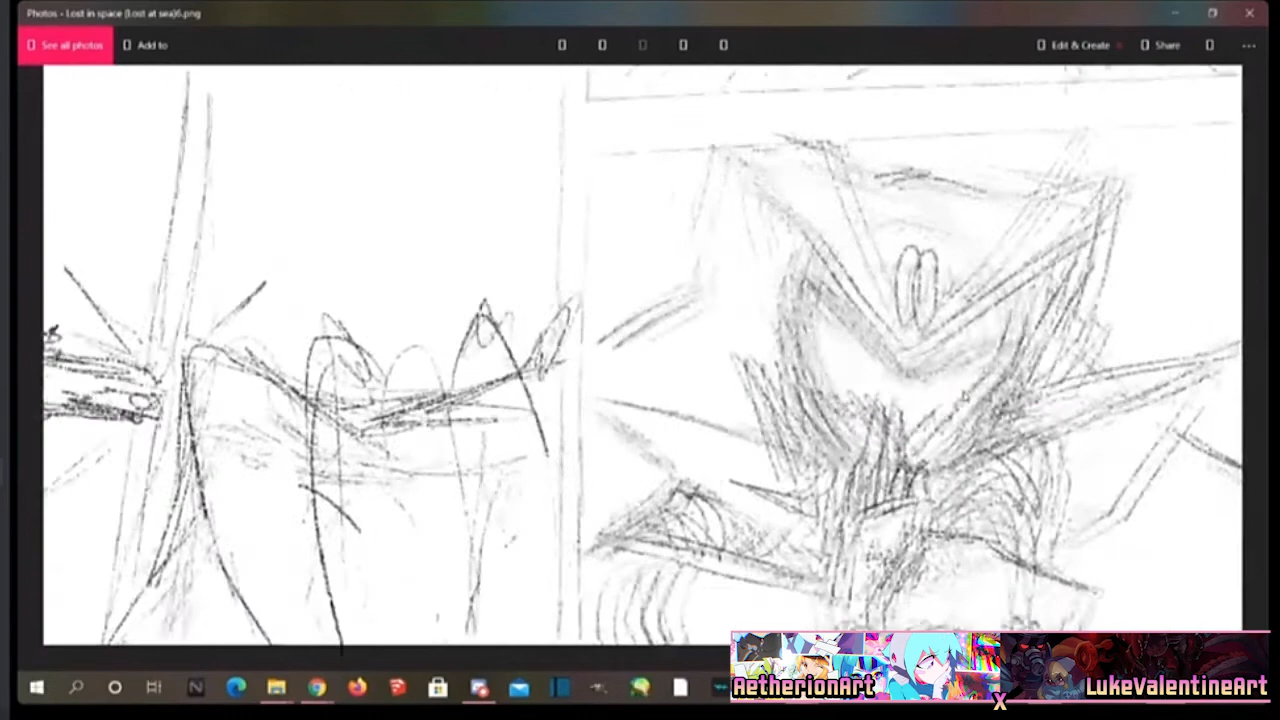 Photos - Lost in space (Lost at sea)6.png
See all photos
Add to
Edit & Create
Share
AetherionArt
X
LukeValentineArt